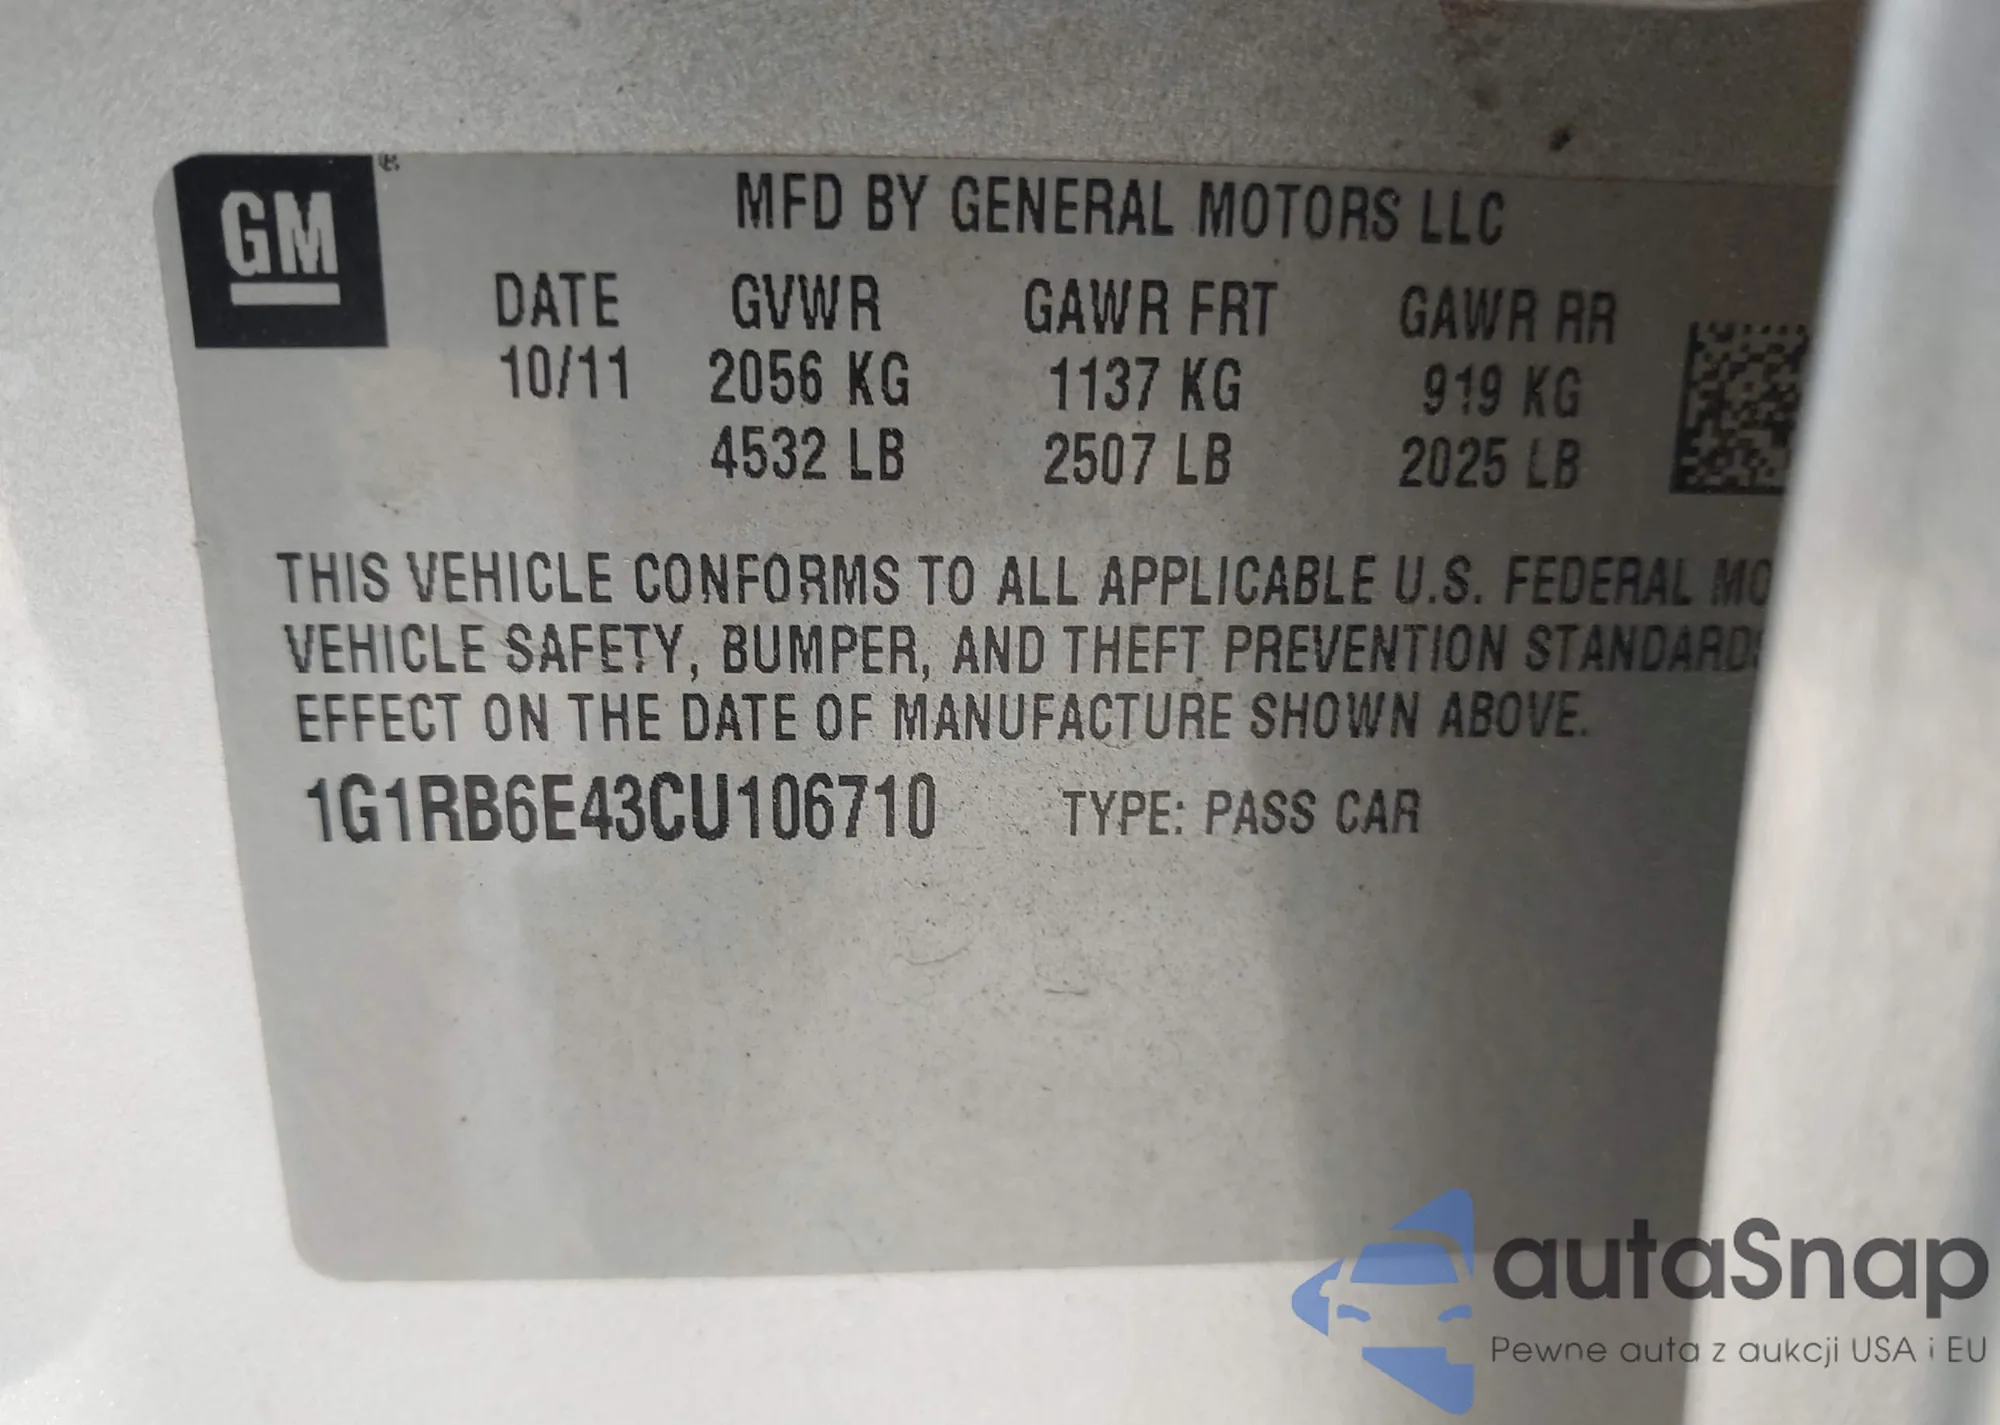 GM ®
MFD BY GENERAL MOTORS LLC
DATE GVWR GAWR FRT GAWR RR
10/11 2056 KG 1137 KG 919 KG
4532 LB 2507 LB 2025 LB
THIS VEHICLE CONFORMS TO ALL APPLICABLE U.S. FEDERAL MO
VEHICLE SAFETY, BUMPER, AND THEFT PREVENTION STANDARDS
EFFECT ON THE DATE OF MANUFACTURE SHOWN ABOVE.
1G1RB6E43CU106710 TYPE: PASS CAR
autaSnap
Pewne auta z aukcji USA i EU